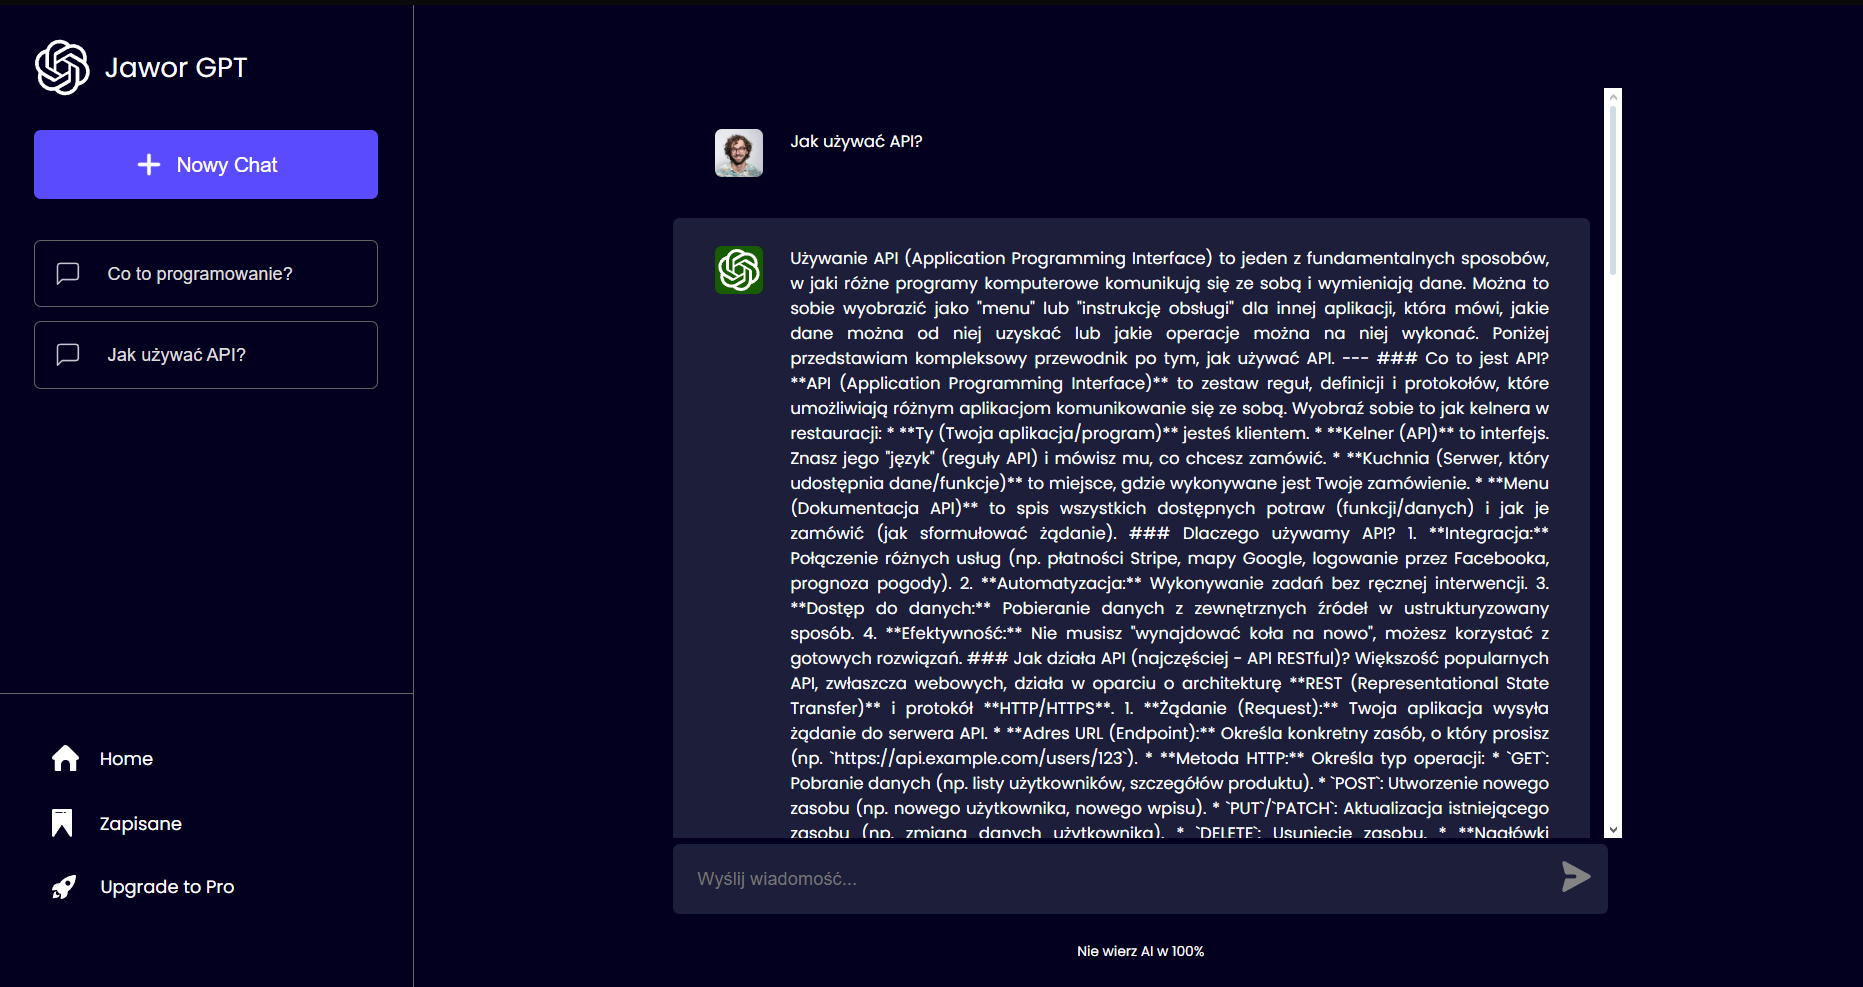 Jawor GPT
Nowy Chat
Co to programowanie?
Jak używać API?
Home
Zapisane
Upgrade to Pro
Jak używać API?
Używanie API (Application Programming Interface) to jeden z fundamentalnych sposobów,
w jaki różne programy komputerowe komunikują się ze sobą i wymieniają dane. Można to
sobie wyobrazić jako "menu" lub "instrukcję obsługi" dla innej aplikacji, która mówi, jakie
dane można od niej uzyskać lub jakie operacje można na niej wykonać. Poniżej
przedstawiam kompleksowy przewodnik po tym, jak używać API. --- ### Co to jest API?
**API (Application Programming Interface)** to zestaw reguł, definicji i protokołów, które
umożliwiają różnym aplikacjom komunikowanie się ze sobą. Wyobraź sobie to jak kelnera w
restauracji: * **Ty (Twoja aplikacja/program)** jesteś klientem. * **Kelner (API)** to interfejs.
Znasz jego "język" (reguły API) i mówisz mu, co chcesz zamówić. * **Kuchnia (Serwer, który
udostępnia dane/funkcje)** to miejsce, gdzie wykonywane jest Twoje zamówienie. * **Menu
(Dokumentacja API)** to spis wszystkich dostępnych potraw (funkcji/danych) i jak je
zamówić (jak sformułować żądanie). ### Dlaczego używamy API? 1. **Integracja:**
Połączenie różnych usług (np. płatności Stripe, mapy Google, logowanie przez Facebooka,
prognoza pogody). 2. **Automatyzacja:** Wykonywanie zadań bez ręcznej interwencji. 3.
**Dostęp do danych:** Pobieranie danych z zewnętrznych źródeł w ustrukturyzowany
sposób. 4. **Efektywność:** Nie musisz "wynajdować koła na nowo", możesz korzystać z
gotowych rozwiązań. ### Jak działa API (najczęściej - API RESTful)? Większość popularnych
API, zwłaszcza webowych, działa w oparciu o architekturę **REST (Representational State
Transfer)** i protokół **HTTP/HTTPS**. 1. **Żądanie (Request):** Twoja aplikacja wysyła
żądanie do serwera API. * **Adres URL (Endpoint):** Określa konkretny zasób, o który prosisz
(np. `https://api.example.com/users/123`). * **Metoda HTTP:** Określa typ operacji: * `GET`:
Pobranie danych (np. listy użytkowników, szczegółów produktu). * `POST`: Utworzenie nowego
zasobu (np. nowego użytkownika, nowego wpisu). * `PUT`/`PATCH`: Aktualizacja istniejącego
zasobu (np. zmiana danych użytkownika). * `DELETE`: Usunięcie zasobu. * **Nagłówki
Wyślij wiadomość...
Nie wierz AI w 100%